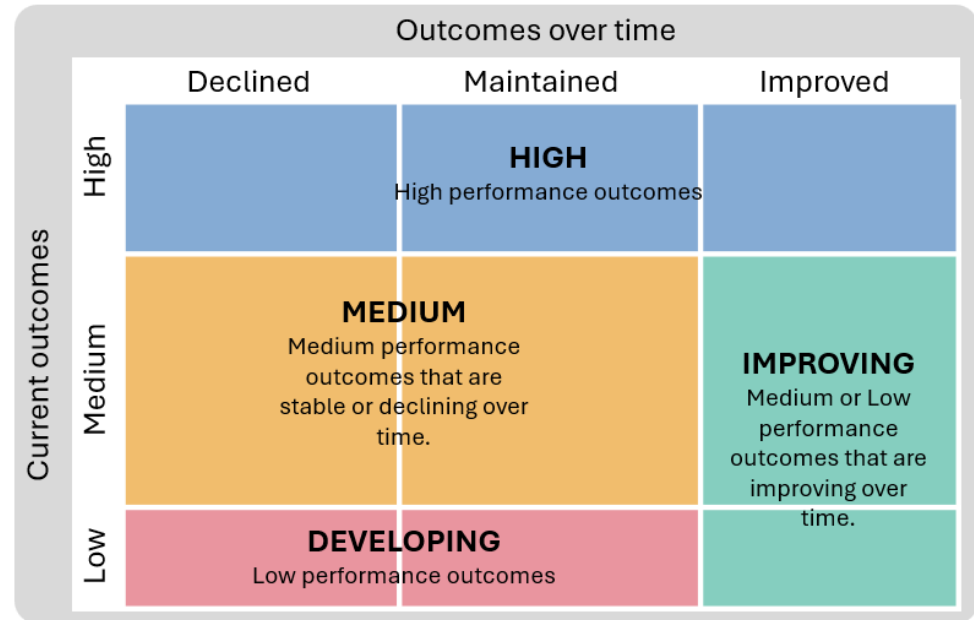 Outcomes over time
Declined
Maintained
Improved
Current outcomes
High
HIGH
High performance outcomes
Medium
MEDIUM
Medium performance
outcomes that are
stable or declining over
time.
IMPROVING
Medium or Low
performance
outcomes that are
improving over
time.
Low
DEVELOPING
Low performance outcomes